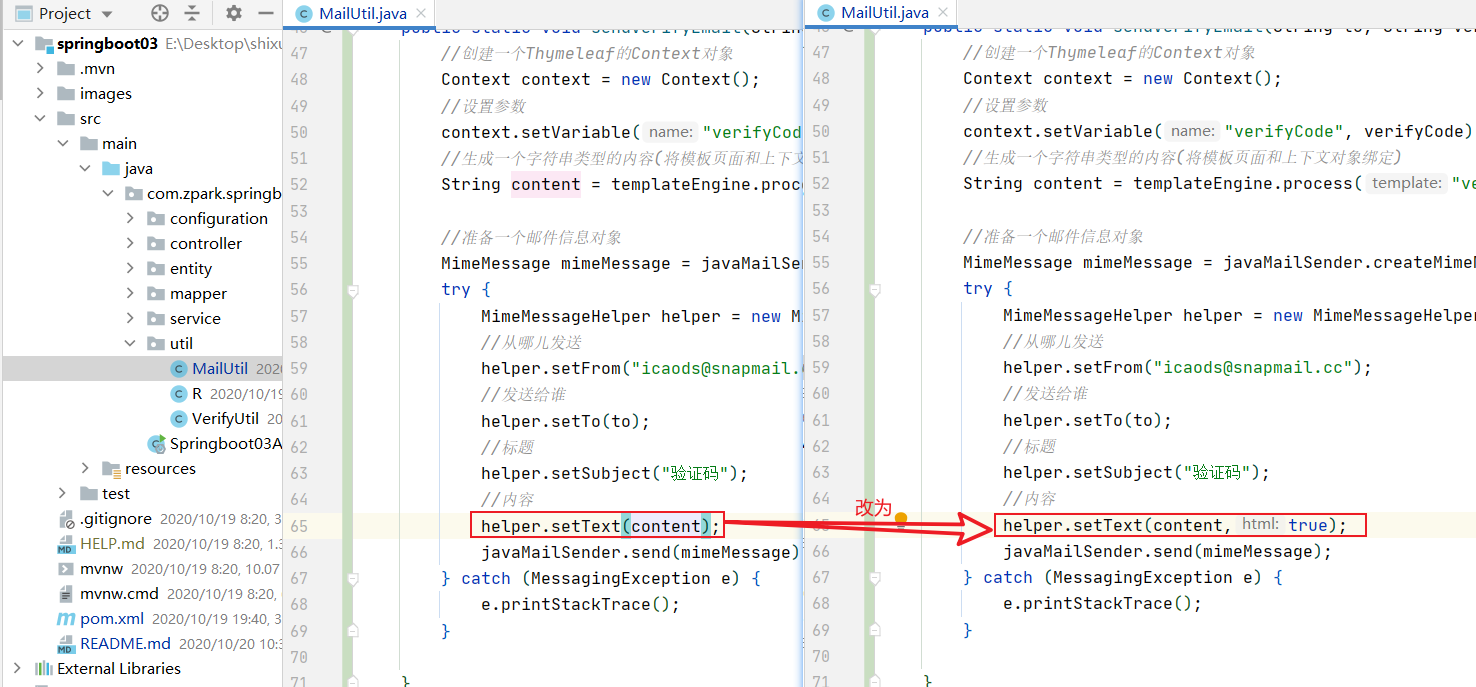 Project
springboot03 E:\Desktop\shixu
.mvn
images
src
main
java
com.zpark.springb
configuration
controller
entity
mapper
service
util
MailUtil 202
R 2020/10/19
VerifyUtil 20
Springboot03A
resources
test
.gitignore 2020/10/19 8:20, 3
HELP.md 2020/10/19 8:20, 1.3
mvnw 2020/10/19 8:20, 10.07
mvnw.cmd 2020/10/19 8:20,
pom.xml 2020/10/19 19:40, 3
README.md 2020/10/20 10:3
External Libraries
MailUtil.java
47 //创建一个Thymeleaf的Context对象
48 Context context = new Context();
49 //设置参数
50 context.setVariable( name: "verifyCod
51 //生成一个字符串类型的内容(将模板页面和上下文
52 String content = templateEngine.proce
53
54 //准备一个邮件信息对象
55 MimeMessage mimeMessage = javaMailSen
56 try {
57 MimeMessageHelper helper = new M
58 //从哪儿发送
59 helper.setFrom("icaods@snapmail.
60 //发送给谁
61 helper.setTo(to);
62 //标题
63 helper.setSubject("验证码");
64 //内容
65 helper.setText(content);
66 javaMailSender.send(mimeMessage)
67 } catch (MessagingException e) {
68 e.printStackTrace();
69 }
70
71 }
改为
MailUtil.java
47 //创建一个Thymeleaf的Context对象
48 Context context = new Context();
49 //设置参数
50 context.setVariable( name: "verifyCode", verifyCode)
51 //生成一个字符串类型的内容(将模板页面和上下文对象绑定)
52 String content = templateEngine.process( template: "ve
53
54 //准备一个邮件信息对象
55 MimeMessage mimeMessage = javaMailSender.createMimeM
56 try {
57 MimeMessageHelper helper = new MimeMessageHelper
58 //从哪儿发送
59 helper.setFrom("icaods@snapmail.cc");
60 //发送给谁
61 helper.setTo(to);
62 //标题
63 helper.setSubject("验证码");
64 //内容
65 helper.setText(content, html: true);
66 javaMailSender.send(mimeMessage);
67 } catch (MessagingException e) {
68 e.printStackTrace();
69 }
70
71 }